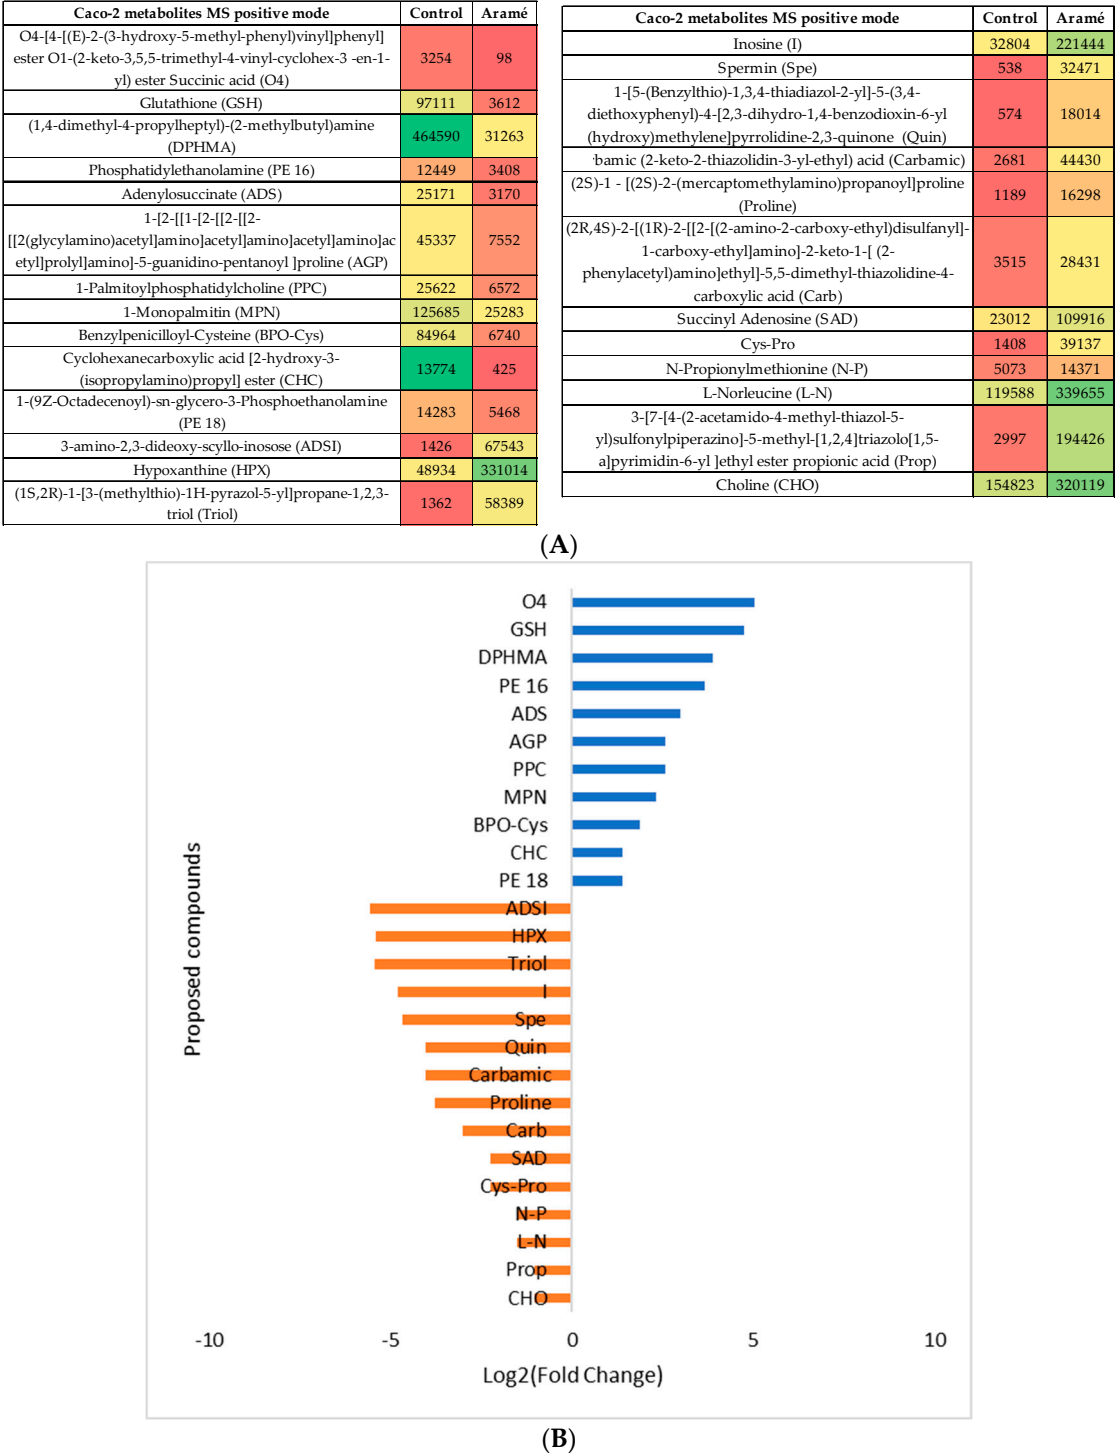 Caco-2 metabolites MS positive mode Control Aramé
O4-[4-[(E)-2-(3-hydroxy-5-methyl-phenyl)vinyl]phenyl]
ester O1-(2-keto-3,5,5-trimethyl-4-vinyl-cyclohex-3 -en-1-
yl) ester Succinic acid (O4)
3254 98
Glutathione (GSH) 97111 3612
(1,4-dimethyl-4-propylheptyl)-(2-methylbutyl)amine
(DPHMA)
464590 31263
Phosphatidylethanolamine (PE 16) 12449 3408
Adenylosuccinate (ADS) 25171 3170
1-[2-[[1-[2-[[2-[[2-
[[2(glycylamino)acetyl]amino]acetyl]amino]acetyl]amino]ac
etyl]prolyl]amino]-5-guanidino-pentanoyl ]proline (AGP)
45337 7552
1-Palmitoylphosphatidylcholine (PPC) 25622 6572
1-Monopalmitin (MPN) 125685 25283
Benzylpenicilloyl-Cysteine (BPO-Cys) 84964 6740
Cyclohexanecarboxylic acid [2-hydroxy-3-
(isopropylamino)propyl] ester (CHC)
13774 425
1-(9Z-Octadecenoyl)-sn-glycero-3-Phosphoethanolamine
(PE 18)
14283 5468
3-amino-2,3-dideoxy-scyllo-inosose (ADSI) 1426 67543
Hypoxanthine (HPX) 48934 331014
(1S,2R)-1-[3-(methylthio)-1H-pyrazol-5-yl]propane-1,2,3-
triol (Triol)
1362 58389
Caco-2 metabolites MS positive mode Control Aramé
Inosine (I) 32804 221444
Spermin (Spe) 538 32471
1-[5-(Benzylthio)-1,3,4-thiadiazol-2-yl]-5-(3,4-
diethoxyphenyl)-4-[2,3-dihydro-1,4-benzodioxin-6-yl
(hydroxy)methylene]pyrrolidine-2,3-quinone (Quin)
574 18014
bamic (2-keto-2-thiazolidin-3-yl-ethyl) acid (Carbamic) 2681 44430
(2S)-1 - [(2S)-2-(mercaptomethylamino)propanoyl]proline
(Proline)
1189 16298
(2R,4S)-2-[(1R)-2-[[2-[(2-amino-2-carboxy-ethyl)disulfanyl]-
1-carboxy-ethyl]amino]-2-keto-1-[ (2-
phenylacetyl)amino]ethyl]-5,5-dimethyl-thiazolidine-4-
carboxylic acid (Carb)
3515 28431
Succinyl Adenosine (SAD) 23012 109916
Cys-Pro 1408 39137
N-Propionylmethionine (N-P) 5073 14371
L-Norleucine (L-N) 119588 339655
3-[7-[4-(2-acetamido-4-methyl-thiazol-5-
yl)sulfonylpiperazino]-5-methyl-[1,2,4]triazolo[1,5-
a]pyrimidin-6-yl ]ethyl ester propionic acid (Prop)
2997 194426
Choline (CHO) 154823 320119
(A)
O4
GSH
DPHMA
PE 16
ADS
AGP
PPC
MPN
BPO-Cys
CHC
PE 18
ADSI
HPX
Triol
I
Spe
Quin
Carbamic
Proline
Carb
SAD
Cys-Pro
N-P
L-N
Prop
CHO
Proposed compounds
-10 -5 0 5 10
Log2(Fold Change)
(B)